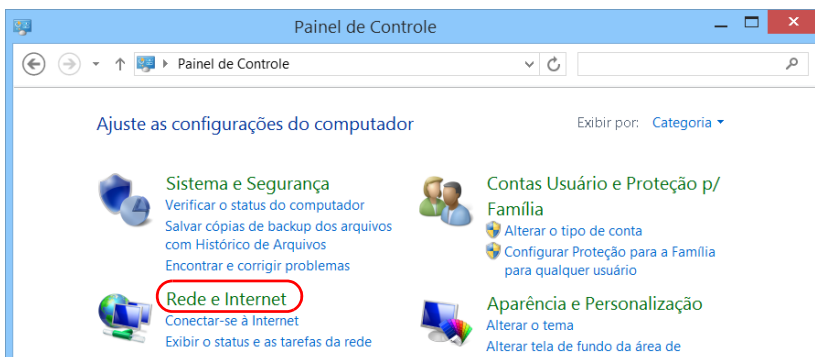 Painel de Controle
Painel de Controle
Ajuste as configurações do computador
Exibir por: Categoria
Sistema e Segurança
Verificar o status do computador
Salvar cópias de backup dos arquivos
com Histórico de Arquivos
Encontrar e corrigir problemas
Rede e Internet
Conectar-se à Internet
Exibir o status e as tarefas da rede
Contas Usuário e Proteção p/
Família
Alterar o tipo de conta
Configurar Proteção para a Família
para qualquer usuário
Aparência e Personalização
Alterar o tema
Alterar tela de fundo da área de